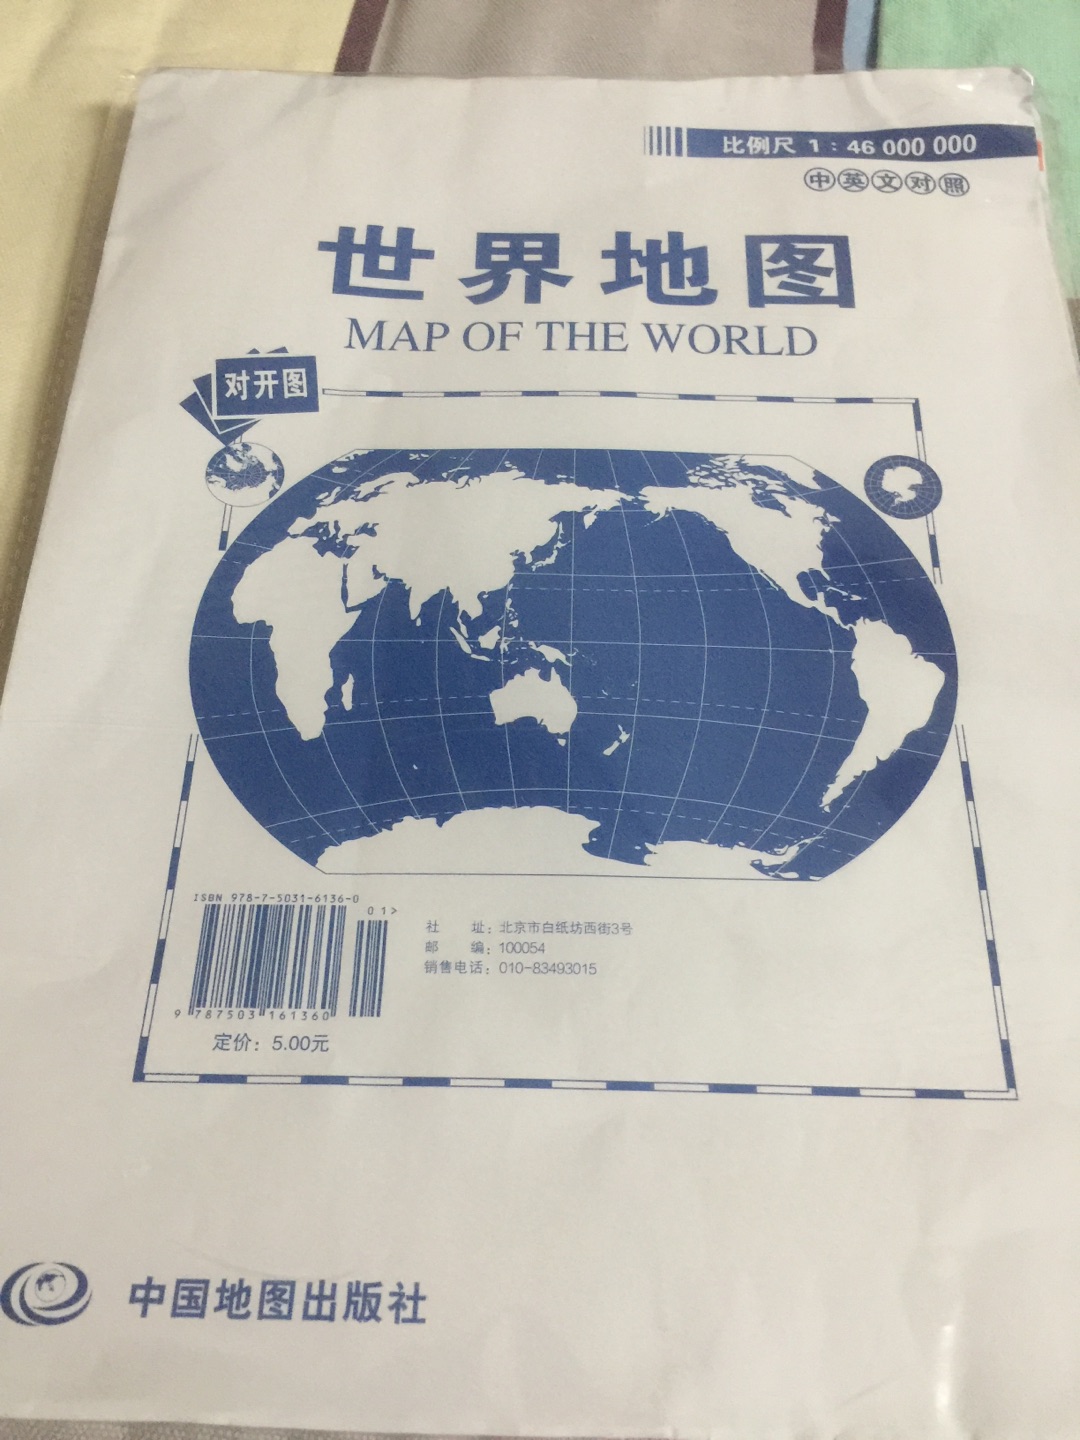 比例尺 1：46 000 000
中英文对照
世界地图
MAP OF THE WORLD
对开图
ISBN 978-7-5031-6136-0
01>
9 787503 161360
定价：5.00元
社 址：北京市白纸坊西街3号
邮 编：100054
销售电话：010-83493015
中国地图出版社